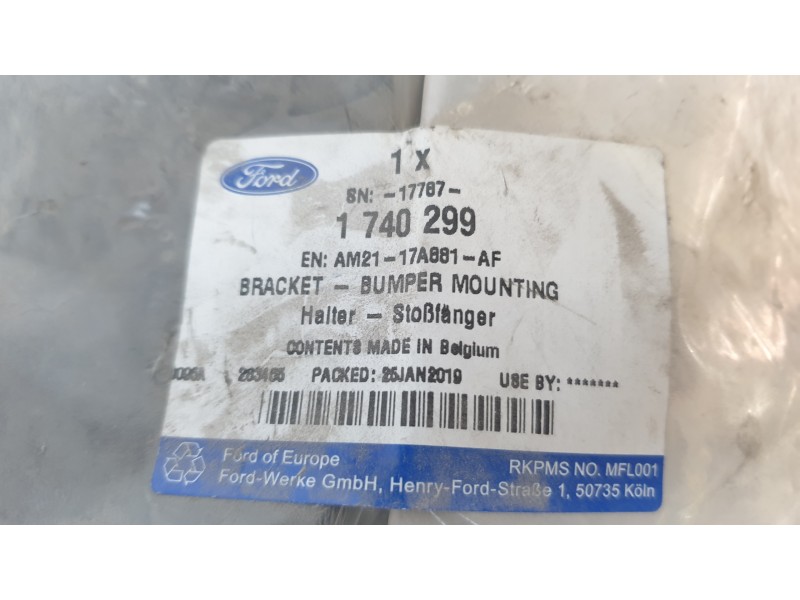 Ford
1 X
SN: -17787-
1 740 299
EN: AM21-17A881-AF
BRACKET - BUMPER MOUNTING
Halter - Stoßfänger
CONTENTS MADE IN Belgium
263465 PACKED: 25JAN2019 USE BY: *******
Ford of Europe
RKPMS NO. MFL001
Ford-Werke GmbH, Henry-Ford-Straße 1, 50735 Köln